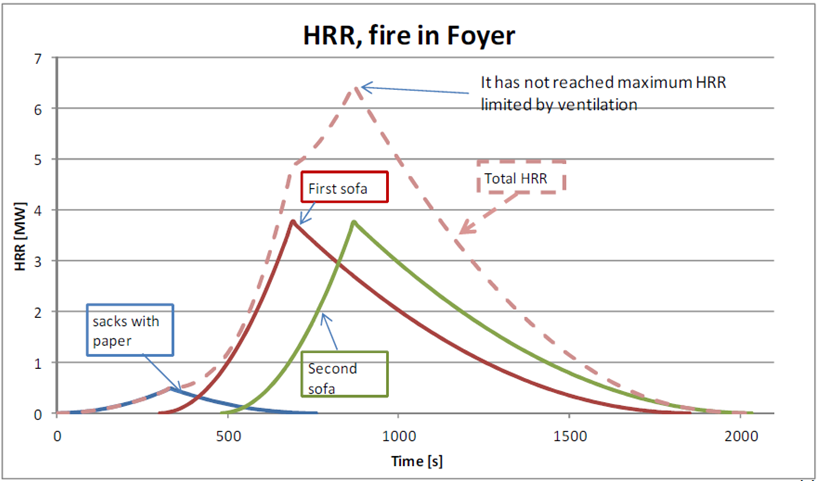 HRR, fire in Foyer
7
6
5
4
3
2
1
0
HRR [MW]
It has not reached maximum HRR
limited by ventilation
Total HRR
First sofa
sacks with
paper
Second
sofa
0
500
1000
1500
2000
Time [s]